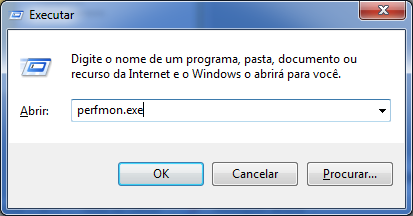 Executar
Digite o nome de um programa, pasta, documento ou
recurso da Internet e o Windows o abrirá para você.
Abrir: perfmon.exe
OK Cancelar Procurar...